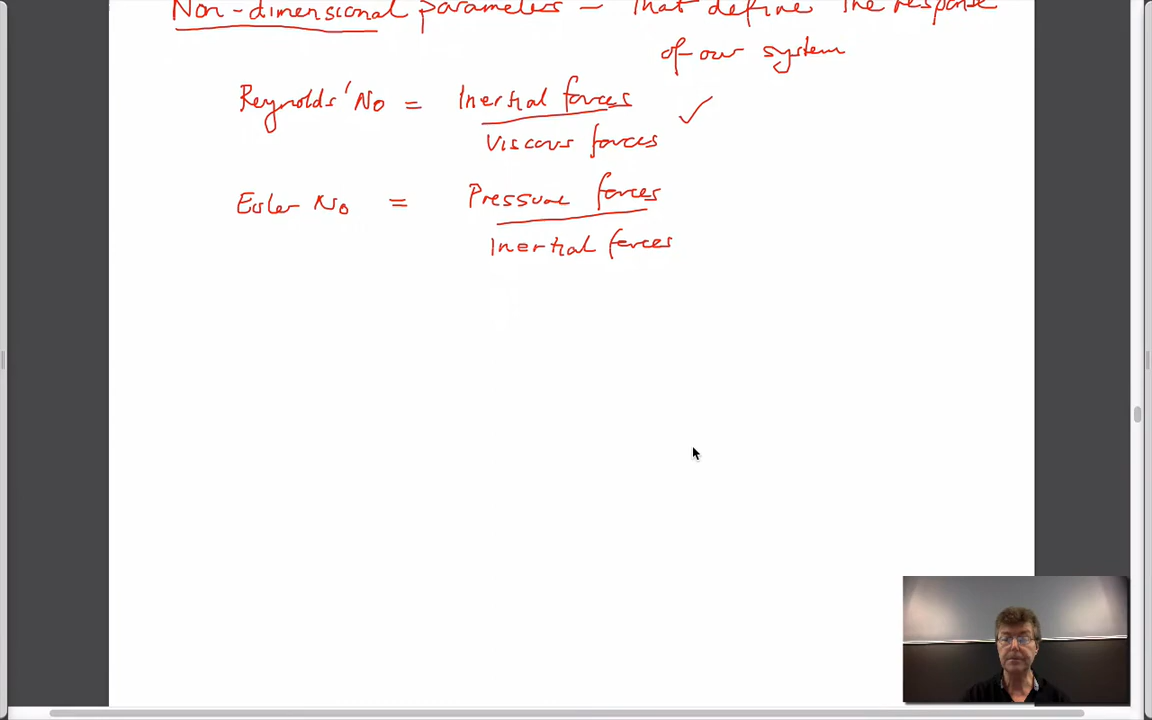 Non-dimensional parameters - that define the response
of our system
Reynolds' No = Inertial forces ✓
Viscous forces
Euler No = Pressure forces
Inertial forces